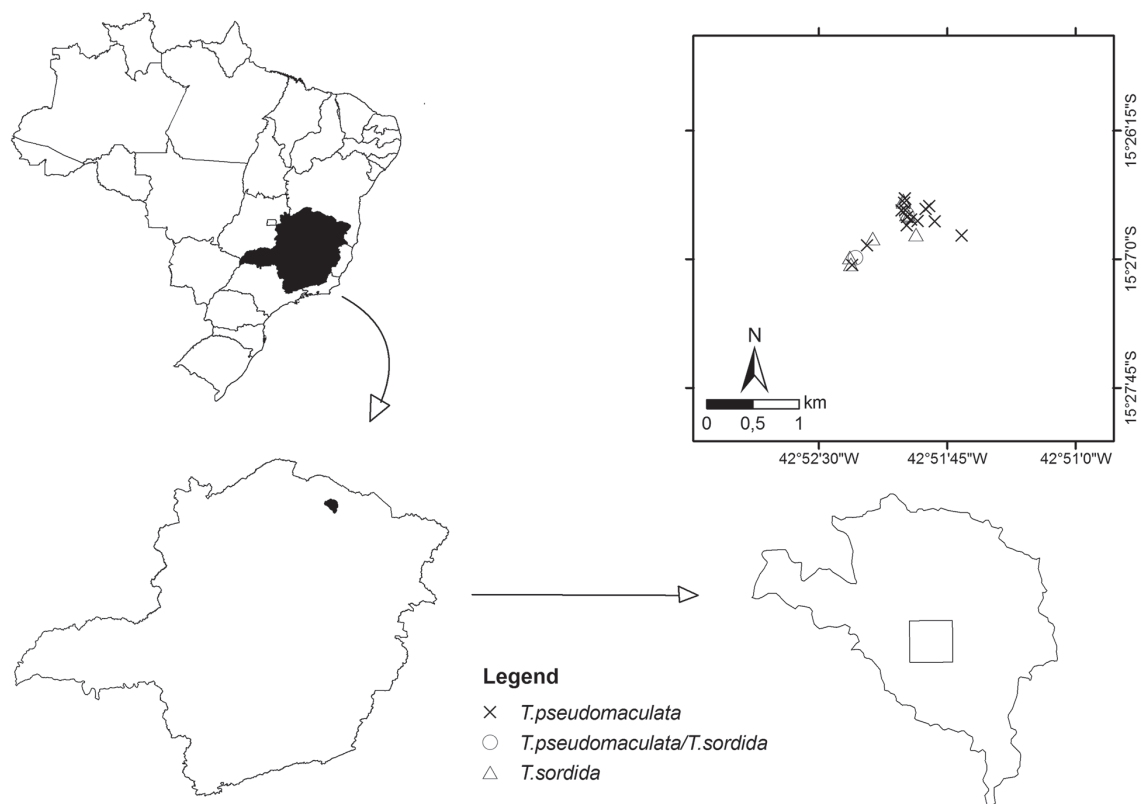 15°26'15"S
15°27'0"S
15°27'45"S
N
km
0 0,5 1
42°52'30"W 42°51'45"W 42°51'0"W
Legend
T.pseudomaculata
T.pseudomaculata/T.sordida
T.sordida